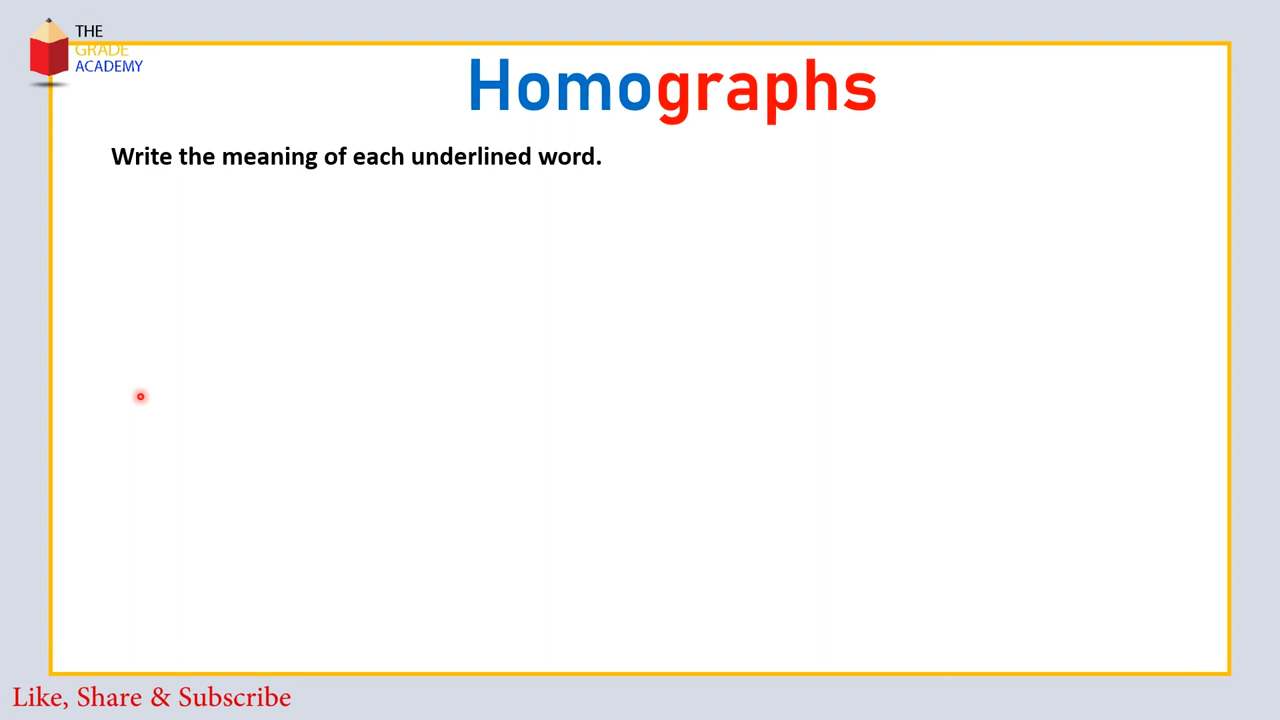 THE
GRADE
ACADEMY
Homographs
Write the meaning of each underlined word.
Like, Share & Subscribe